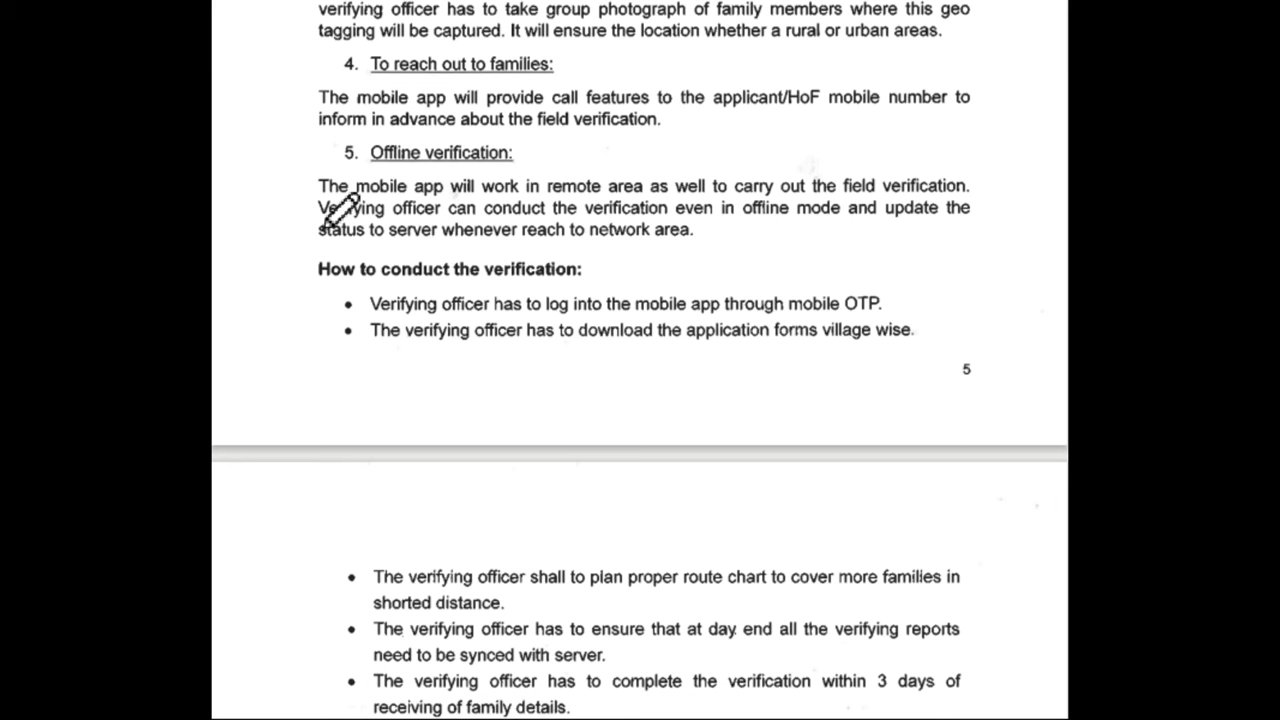 verifying officer has to take group photograph of family members where this geo
tagging will be captured. It will ensure the location whether a rural or urban areas.
4. To reach out to families:
The mobile app will provide call features to the applicant/HoF mobile number to
inform in advance about the field verification.
5. Offline verification:
The mobile app will work in remote area as well to carry out the field verification.
Verifying officer can conduct the verification even in offline mode and update the
status to server whenever reach to network area.
How to conduct the verification:
• Verifying officer has to log into the mobile app through mobile OTP.
• The verifying officer has to download the application forms village wise.
5
• The verifying officer shall to plan proper route chart to cover more families in
shorted distance.
• The verifying officer has to ensure that at day end all the verifying reports
need to be synced with server.
• The verifying officer has to complete the verification within 3 days of
receiving of family details.